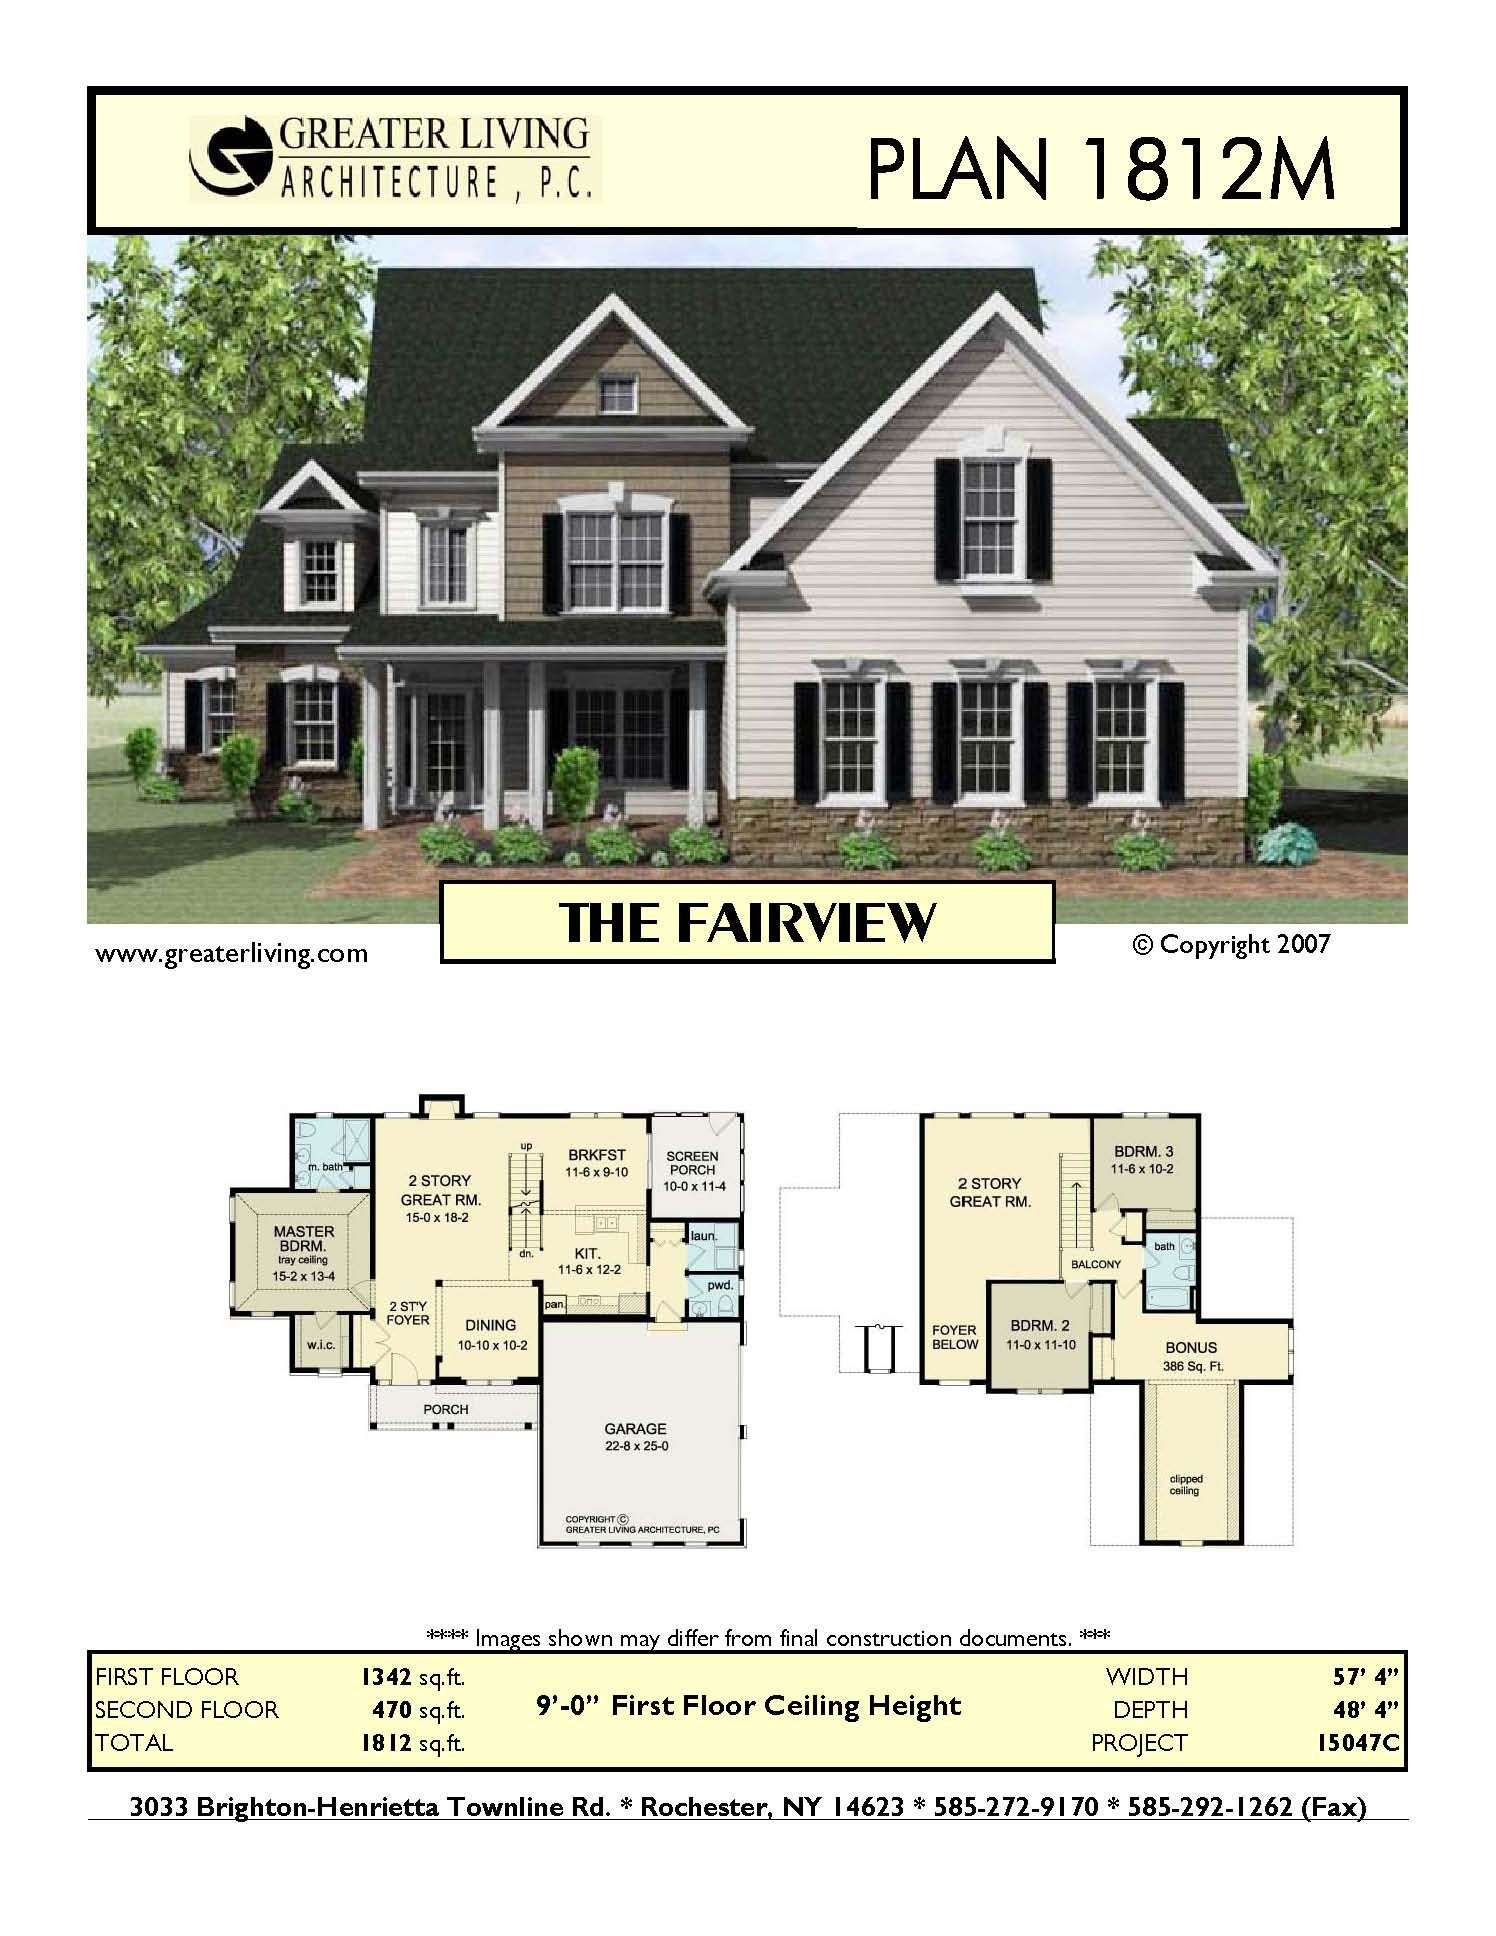 GREATER LIVING
ARCHITECTURE , P.C.
PLAN 1812M
THE FAIRVIEW
www.greaterliving.com
© Copyright 2007
m. bath
MASTER
BDRM.
tray ceiling
15-2 x 13-4
w.i.c.
2 STORY
GREAT RM.
15-0 x 18-2
2 ST'Y
FOYER
up
dn.
BRKFST
11-6 x 9-10
SCREEN
PORCH
10-0 x 11-4
KIT.
11-6 x 12-2
laun.
pwd.
pan.
DINING
10-10 x 10-2
PORCH
GARAGE
22-8 x 25-0
COPYRIGHT ©
GREATER LIVING ARCHITECTURE, PC
2 STORY
GREAT RM.
BDRM. 3
11-6 x 10-2
bath
BALCONY
FOYER
BELOW
BDRM. 2
11-0 x 11-10
BONUS
386 Sq. Ft.
clipped
ceiling
**** Images shown may differ from final construction documents. ***
FIRST FLOOR 1342 sq.ft.
SECOND FLOOR 470 sq.ft.
TOTAL 1812 sq.ft.
9'-0" First Floor Ceiling Height
WIDTH 57' 4"
DEPTH 48' 4"
PROJECT 15047C
3033 Brighton-Henrietta Townline Rd. * Rochester, NY 14623 * 585-272-9170 * 585-292-1262 (Fax)